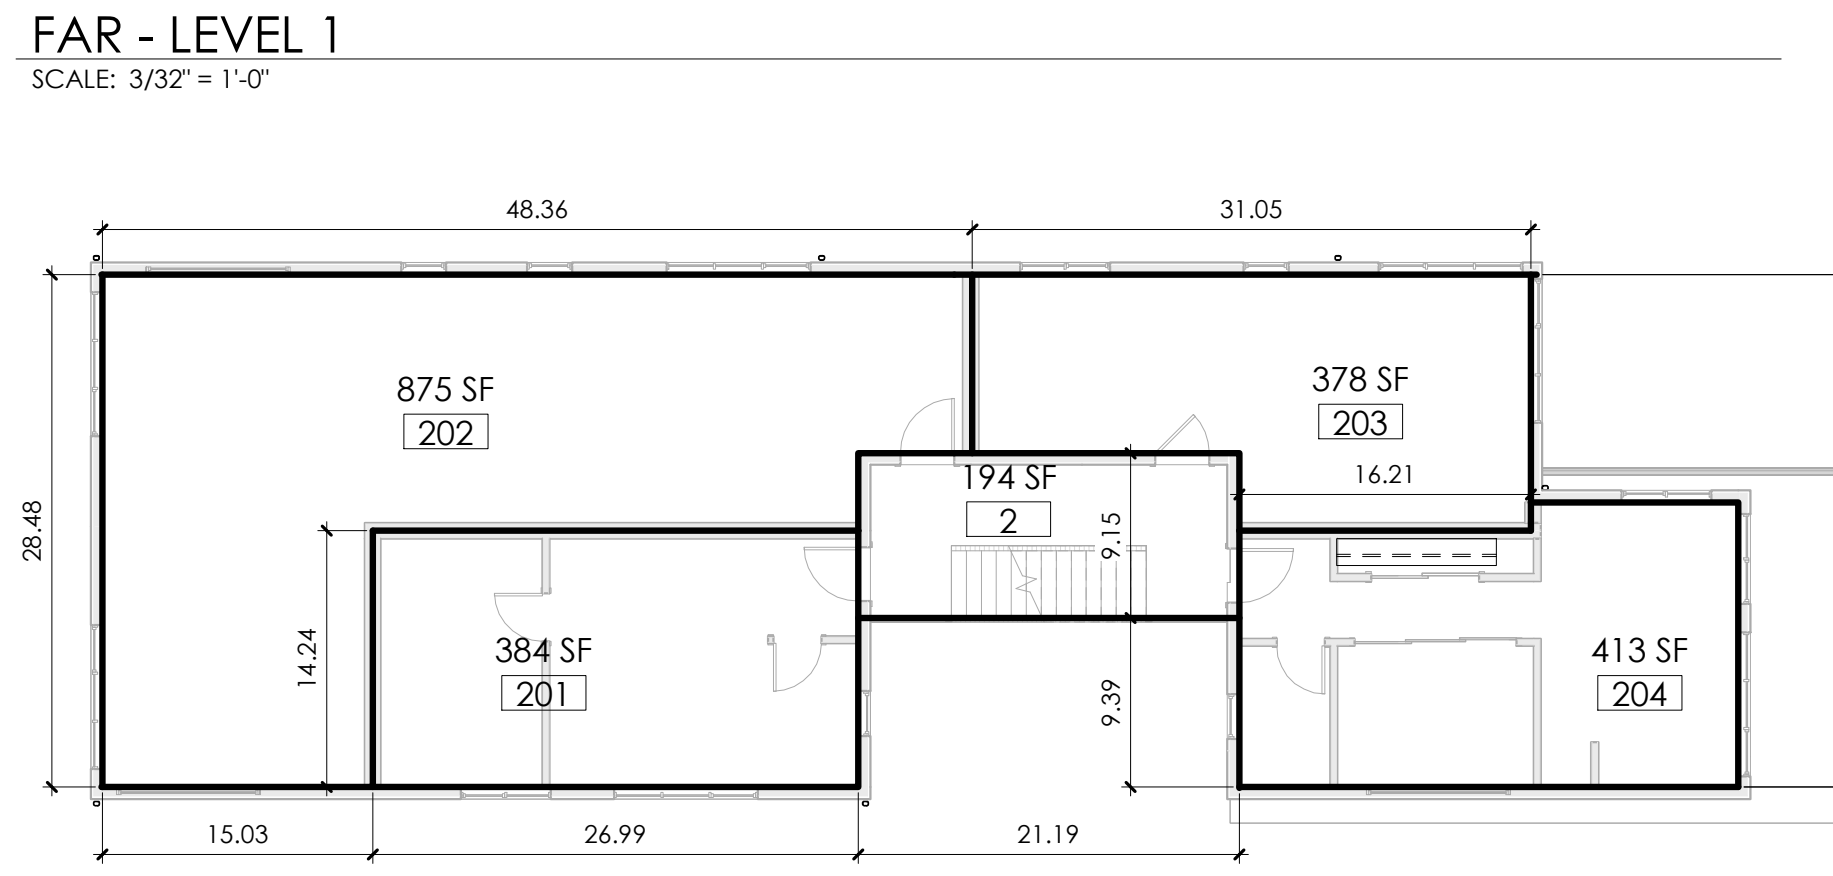 FAR - LEVEL 1
SCALE: 3/32" = 1'-0"
48.36
31.05
28.48
875 SF
202
378 SF
203
194 SF
2
16.21
9.15
14.24
384 SF
201
9.39
413 SF
204
15.03
26.99
21.19